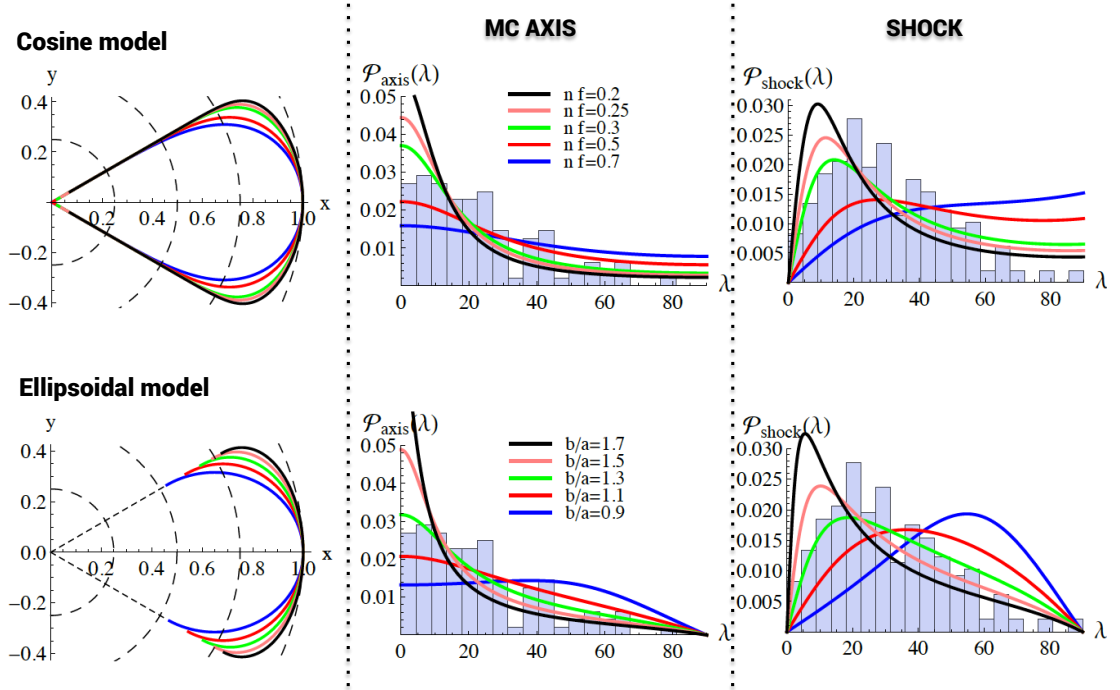 MC AXIS
SHOCK
Cosine model
y
0.4
0.2
−0.2
−0.4
0.2 0.4 0.6 0.8 1.0 x
𝒫axis(λ)
0.05
0.04
0.03
0.02
0.01
0 20 40 60 80 λ
n f=0.2
n f=0.25
n f=0.3
n f=0.5
n f=0.7
𝒫shock(λ)
0.030
0.025
0.020
0.015
0.010
0.005
0 20 40 60 80 λ
Ellipsoidal model
y
0.4
0.2
0.0
−0.2
−0.4
0.2 0.4 0.6 0.8 1.0 x
𝒫axis(λ)
0.05
0.04
0.03
0.02
0.01
0 20 40 60 80 λ
b/a=1.7
b/a=1.5
b/a=1.3
b/a=1.1
b/a=0.9
𝒫shock(λ)
0.030
0.025
0.020
0.015
0.010
0.005
0 20 40 60 80 λ